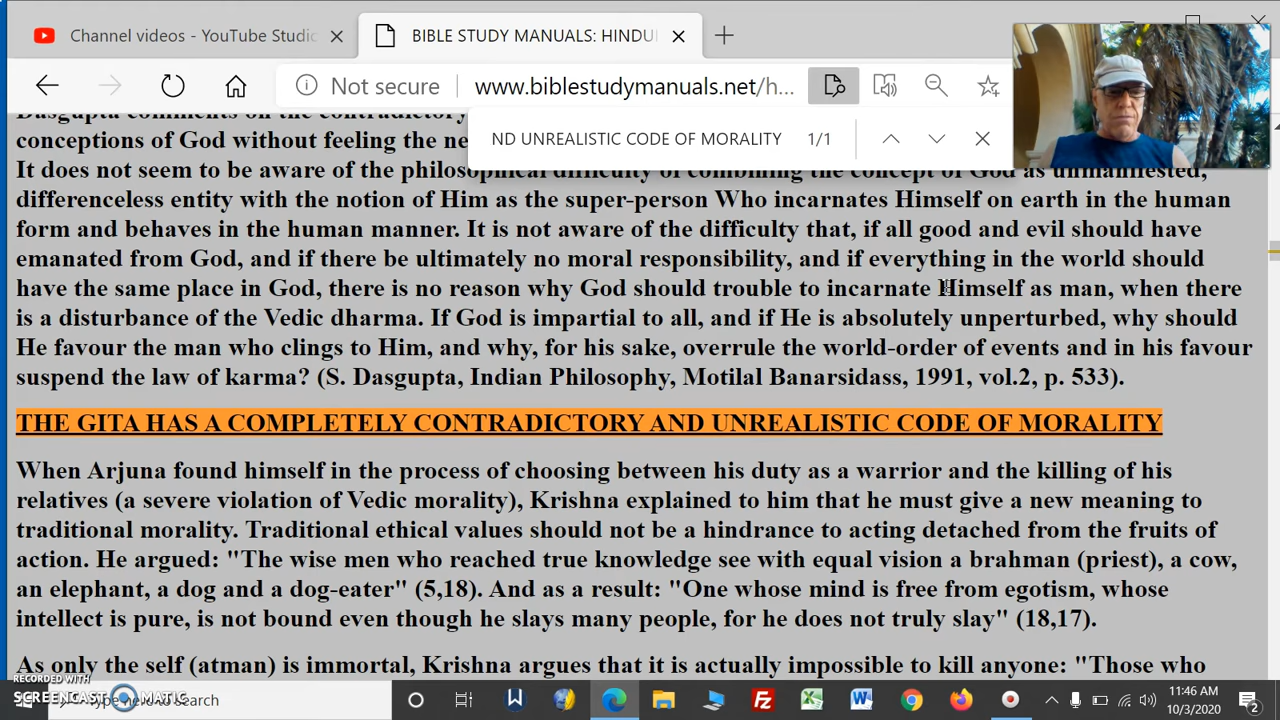 Channel videos - YouTube Studio
BIBLE STUDY MANUALS: HINDU
Not secure
www.biblestudymanuals.net/h...
ND UNREALISTIC CODE OF MORALITY 1/1
Dasgupta comments on the contradictory
conceptions of God without feeling the ne
It does not seem to be aware of the philosophical difficulty of combining the concept of God as unmanifested,
differenceless entity with the notion of Him as the super-person Who incarnates Himself on earth in the human
form and behaves in the human manner. It is not aware of the difficulty that, if all good and evil should have
emanated from God, and if there be ultimately no moral responsibility, and if everything in the world should
have the same place in God, there is no reason why God should trouble to incarnate Himself as man, when there
is a disturbance of the Vedic dharma. If God is impartial to all, and if He is absolutely unperturbed, why should
He favour the man who clings to Him, and why, for his sake, overrule the world-order of events and in his favour
suspend the law of karma? (S. Dasgupta, Indian Philosophy, Motilal Banarsidass, 1991, vol.2, p. 533).
THE GITA HAS A COMPLETELY CONTRADICTORY AND UNREALISTIC CODE OF MORALITY
When Arjuna found himself in the process of choosing between his duty as a warrior and the killing of his
relatives (a severe violation of Vedic morality), Krishna explained to him that he must give a new meaning to
traditional morality. Traditional ethical values should not be a hindrance to acting detached from the fruits of
action. He argued: "The wise men who reached true knowledge see with equal vision a brahman (priest), a cow,
an elephant, a dog and a dog-eater" (5,18). And as a result: "One whose mind is free from egotism, whose
intellect is pure, is not bound even though he slays many people, for he does not truly slay" (18,17).
As only the self (atman) is immortal, Krishna argues that it is actually impossible to kill anyone: "Those who
RECORDED WITH
SCREENCAST MATIC
Type here to search
11:46 AM
10/3/2020
2